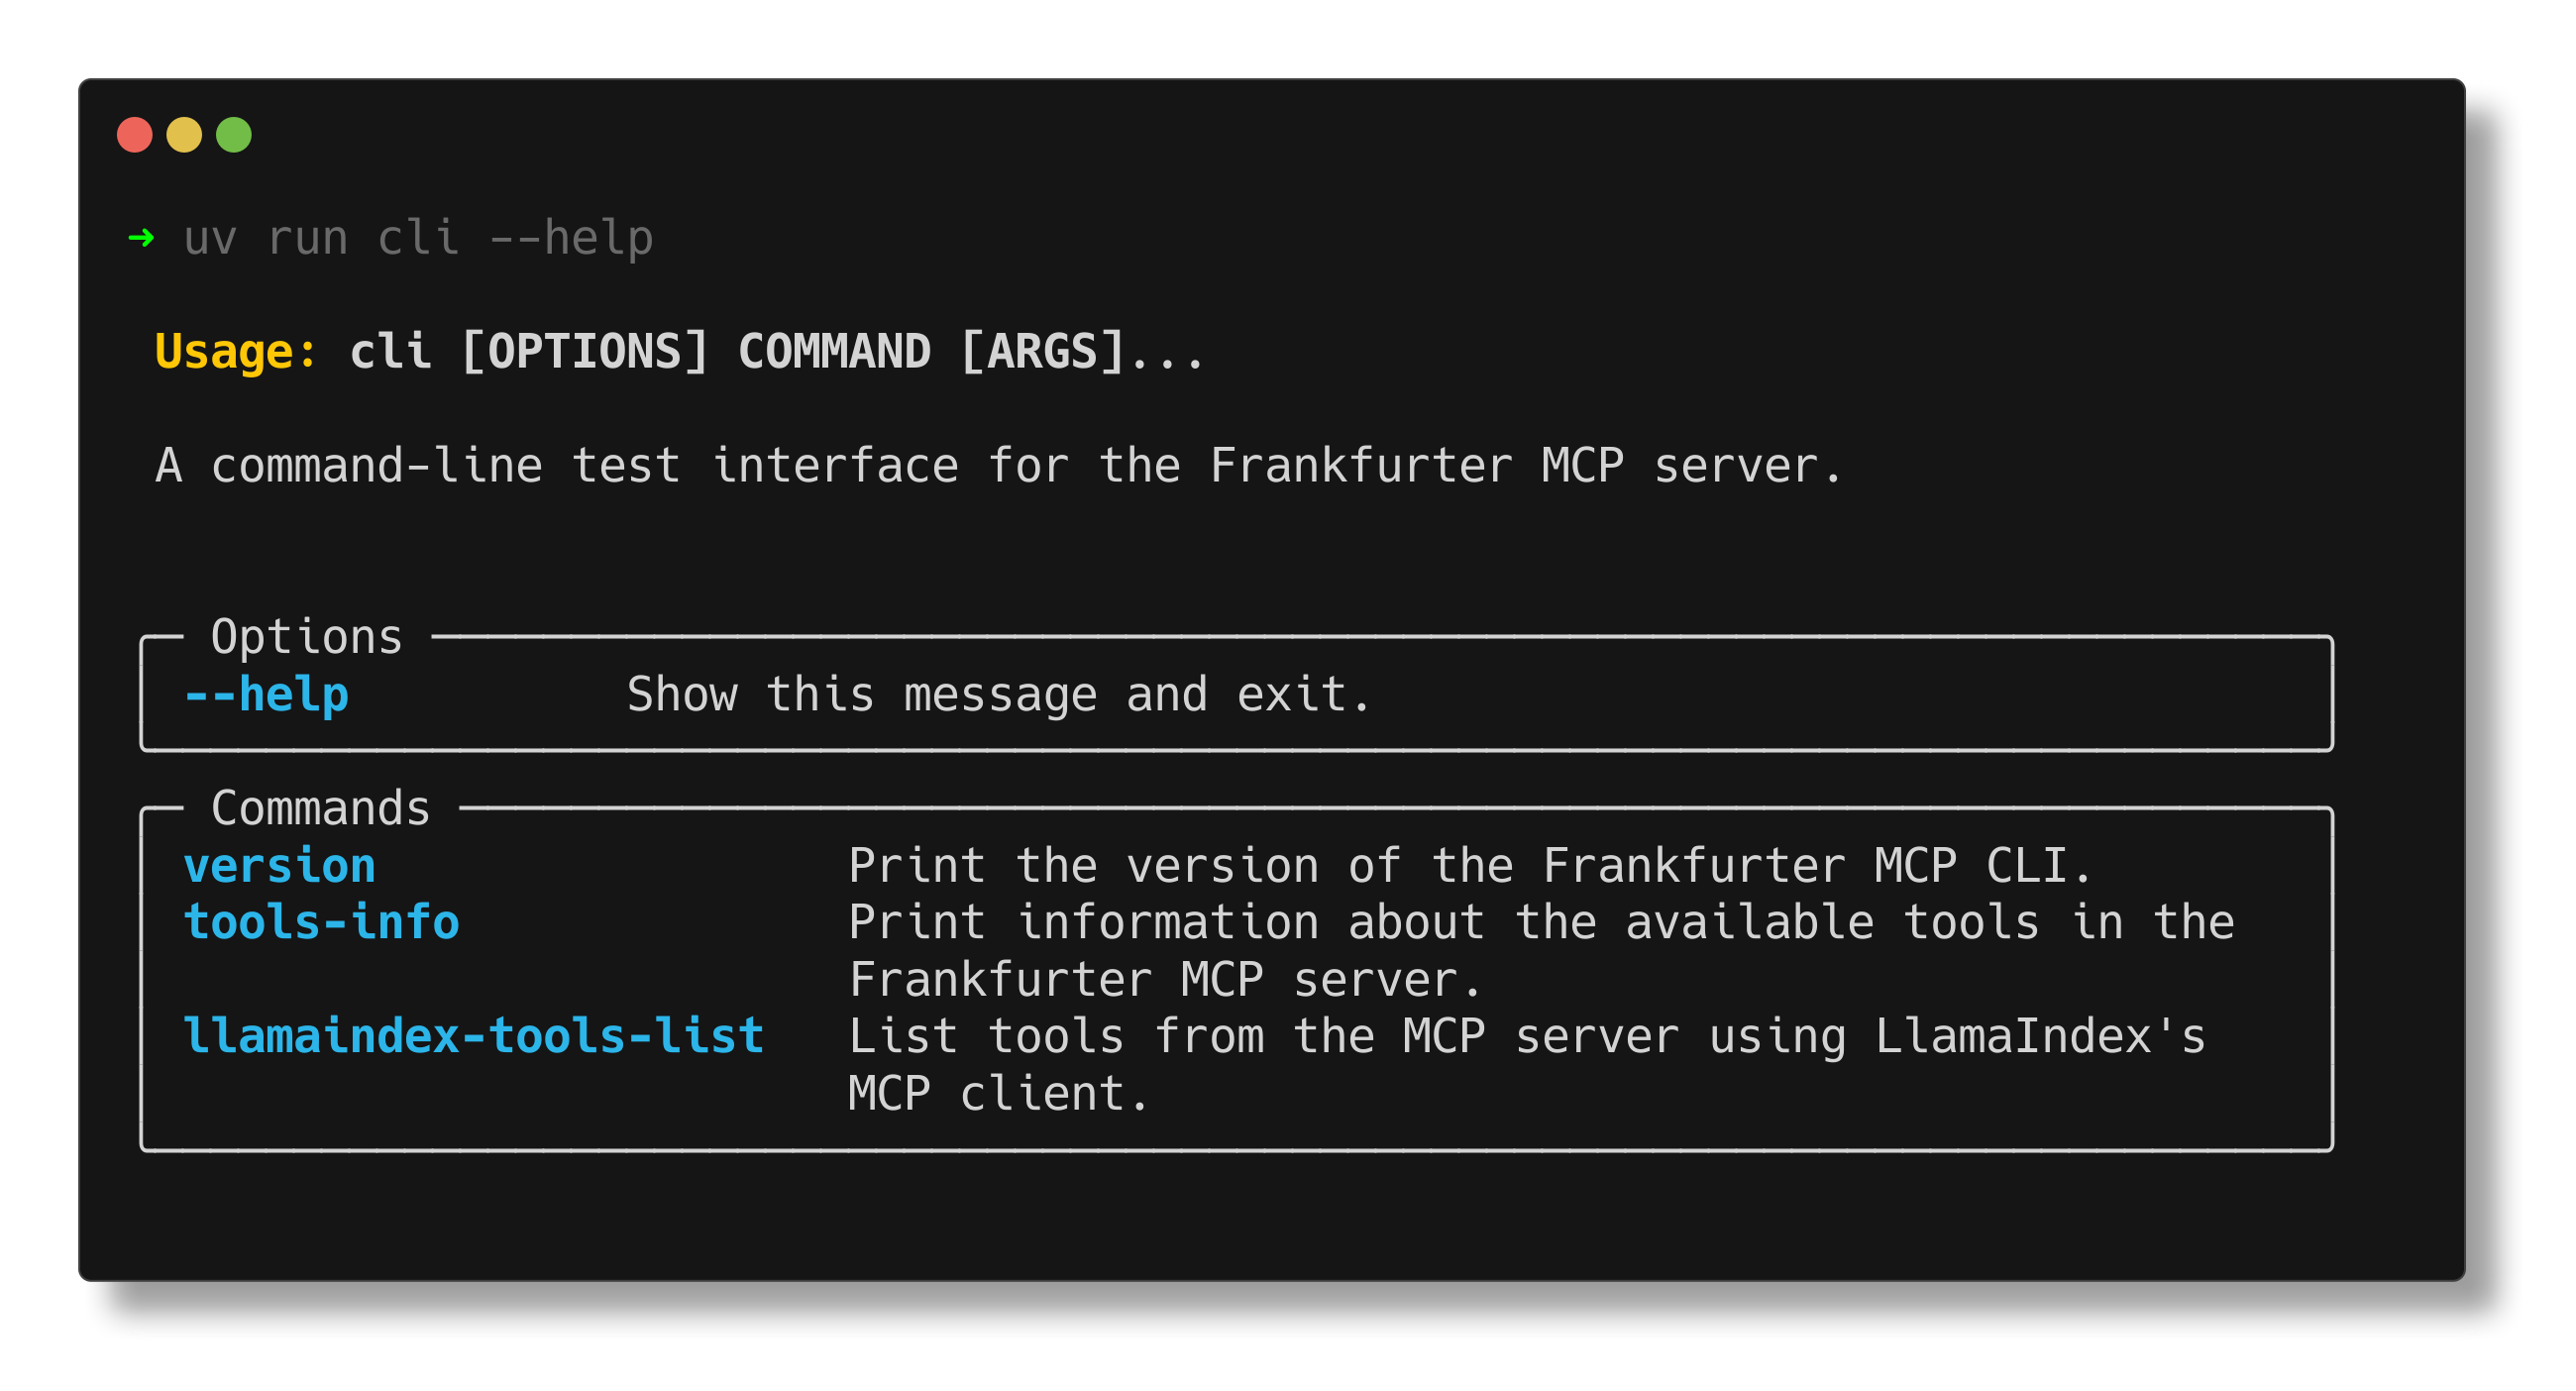 ➜ uv run cli --help
Usage: cli [OPTIONS] COMMAND [ARGS]...
A command-line test interface for the Frankfurter MCP server.
Options
--help Show this message and exit.
Commands
version Print the version of the Frankfurter MCP CLI.
tools-info Print information about the available tools in the
Frankfurter MCP server.
llamaindex-tools-list List tools from the MCP server using LlamaIndex's
MCP client.